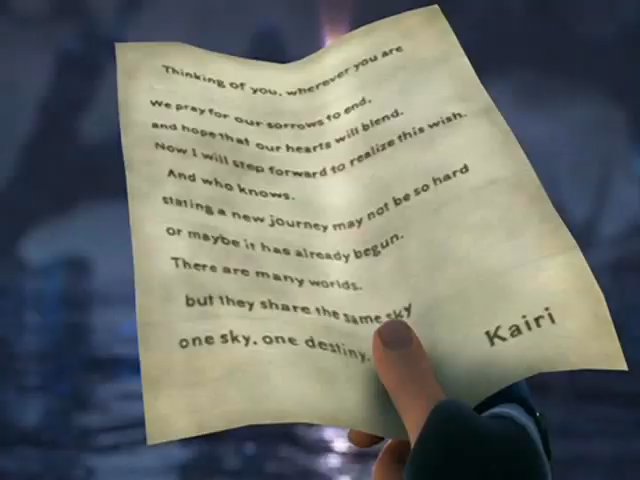 Thinking of you, wherever you are
We pray for our sorrows to end,
and hope that our hearts will blend.
Now I will step forward to realize this wish.
And who knows.
stating a new journey may not be so hard
or maybe it has already begun.
There are many worlds.
but they share the same sky
one sky, one destiny.
Kairi